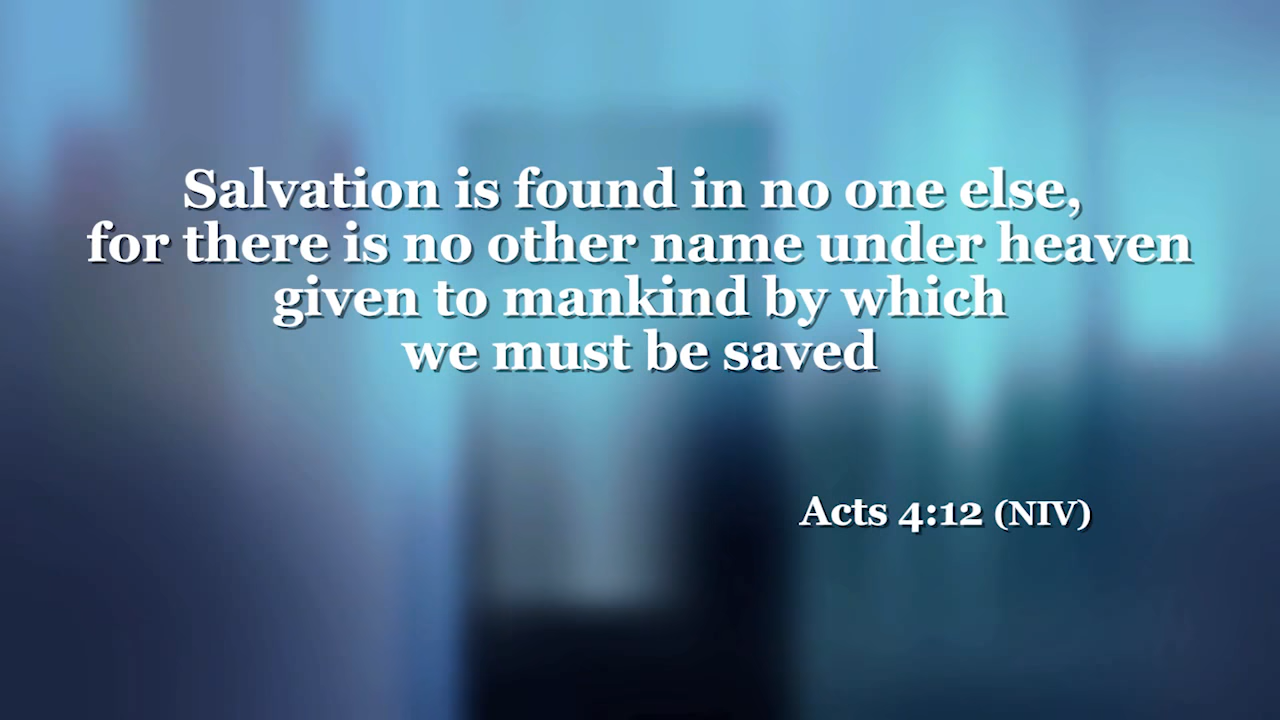 Salvation is found in no one else,
for there is no other name under heaven
given to mankind by which
we must be saved
Acts 4:12 (NIV)